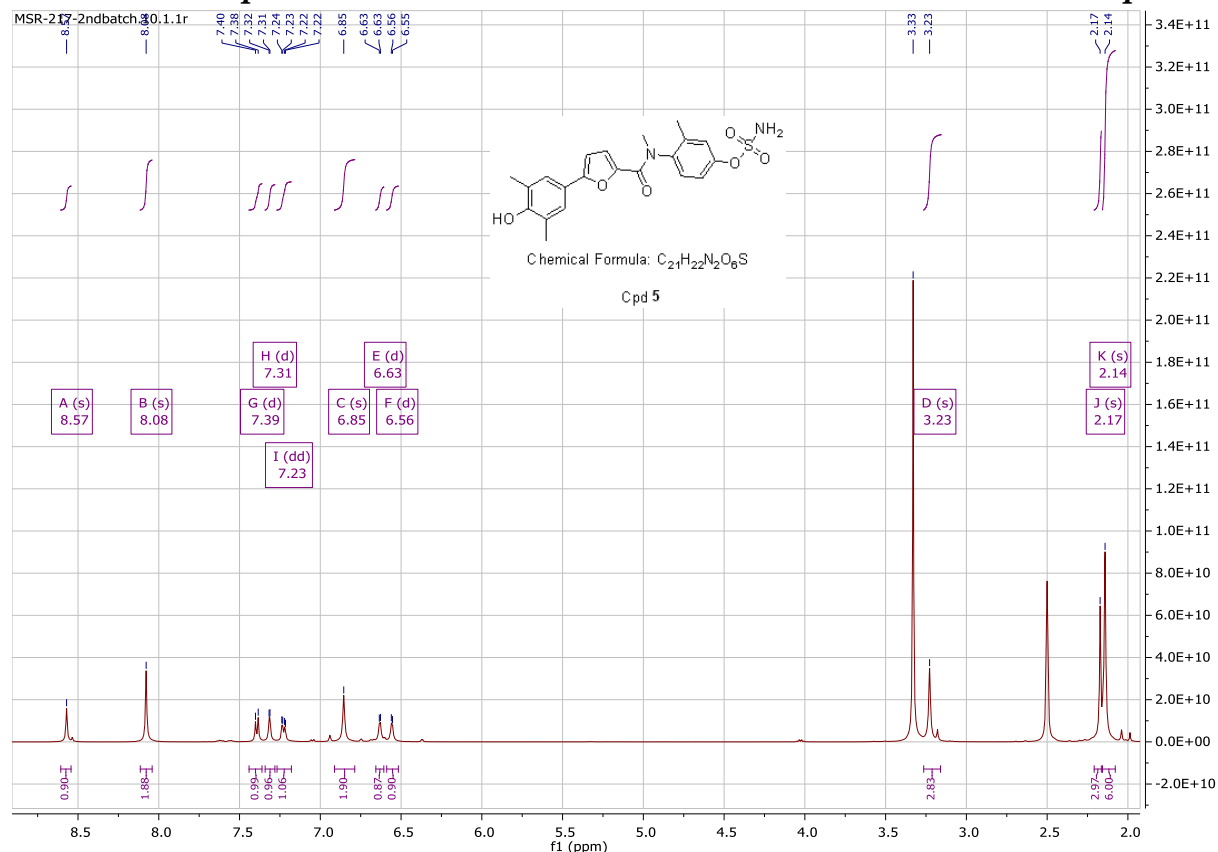 MSR-217-2ndbatch.10.1.1r
8.57
8.08
7.40
7.38
7.32
7.31
7.24
7.23
7.22
7.22
6.85
6.63
6.63
6.56
6.55
3.33
3.23
2.17
2.14
3.4E+11
3.2E+11
3.0E+11
2.8E+11
2.6E+11
2.4E+11
2.2E+11
2.0E+11
1.8E+11
1.6E+11
1.4E+11
1.2E+11
1.0E+11
8.0E+10
6.0E+10
4.0E+10
2.0E+10
0.0E+00
-2.0E+10
O
NH2
S
O
O
N
O
O
HO
Chemical Formula: C21H22N2O6S
Cpd 5
H (d)
7.31
E (d)
6.63
K (s)
2.14
A (s)
8.57
B (s)
8.08
G (d)
7.39
C (s)
6.85
F (d)
6.56
D (s)
3.23
J (s)
2.17
I (dd)
7.23
0.90
1.88
0.99
0.96
1.06
1.90
0.87
0.90
2.83
2.97
6.00
8.5
8.0
7.5
7.0
6.5
6.0
5.5
5.0
4.5
4.0
3.5
3.0
2.5
2.0
f1 (ppm)